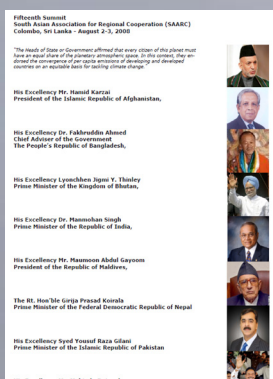 Fifteenth Summit
South Asian Association for Regional Cooperation (SAARC)
Colombo, Sri Lanka - August 2-3, 2008
"The Heads of State or Government affirmed that every citizen of this planet must
have an equal share of the planetary atmospheric space. In this context, they en-
dorsed the convergence of per capita emissions of developing and developed
countries on an equitable basis for tackling climate change."
His Excellency Mr. Hamid Karzai
President of the Islamic Republic of Afghanistan,
His Excellency Dr. Fakhruddin Ahmed
Chief Adviser of the Government
The People's Republic of Bangladesh,
His Excellency Lyonchhen Jigmi Y. Thinley
Prime Minister of the Kingdom of Bhutan,
His Excellency Dr. Manmohan Singh
Prime Minister of the Republic of India,
His Excellency Mr. Maumoon Abdul Gayoom
President of the Republic of Maldives,
The Rt. Hon'ble Girija Prasad Koirala
Prime Minister of the Federal Democratic Republic of Nepal
His Excellency Syed Yousuf Raza Gilani
Prime Minister of the Islamic Republic of Pakistan